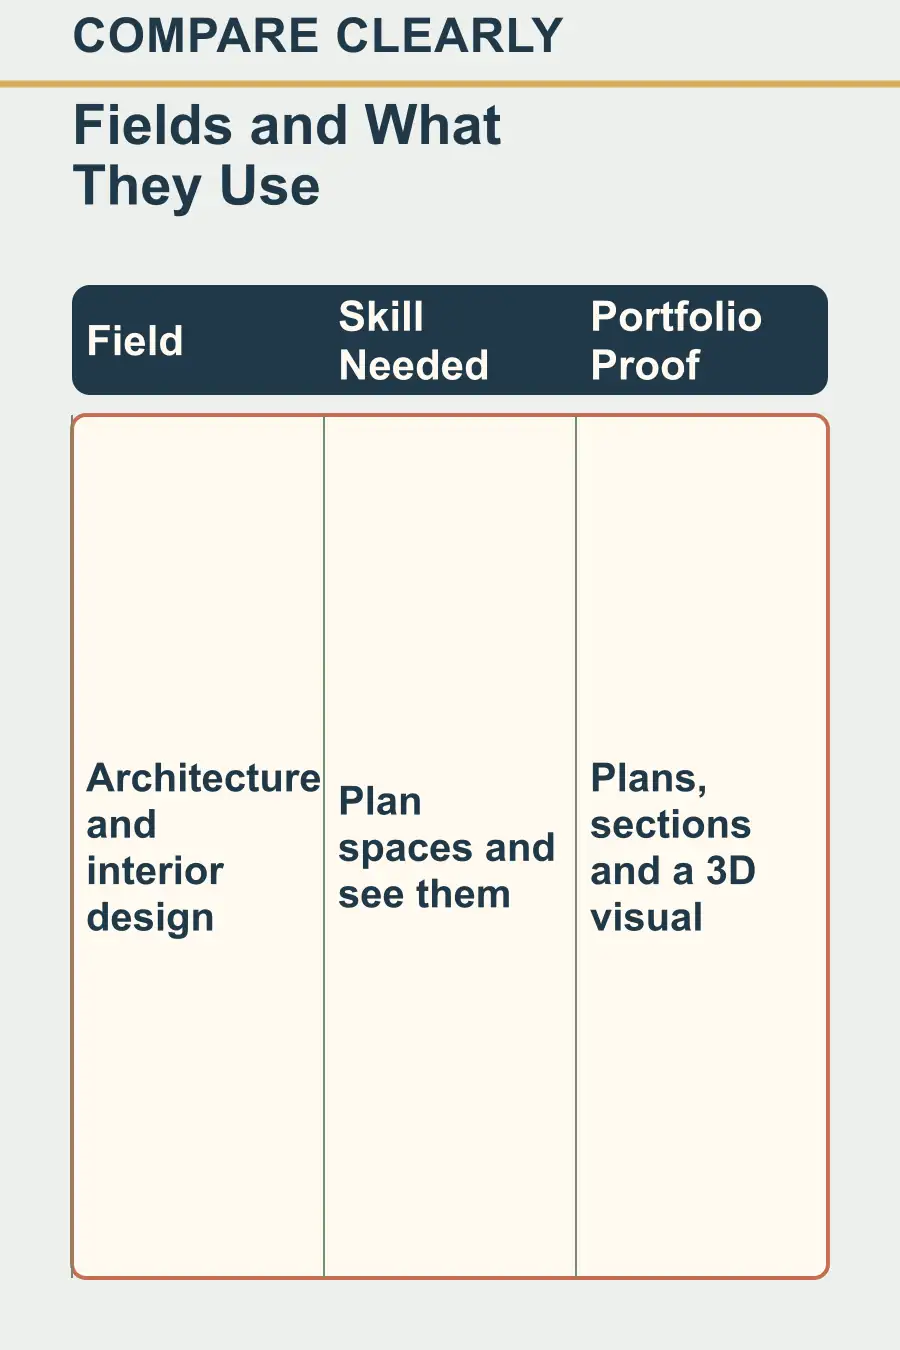 COMPARE CLEARLY
Fields and What
They Use
Field
Skill
Needed
Portfolio
Proof
Architecture
and
interior
design
Plan
spaces and
see them
Plans,
sections
and a 3D
visual